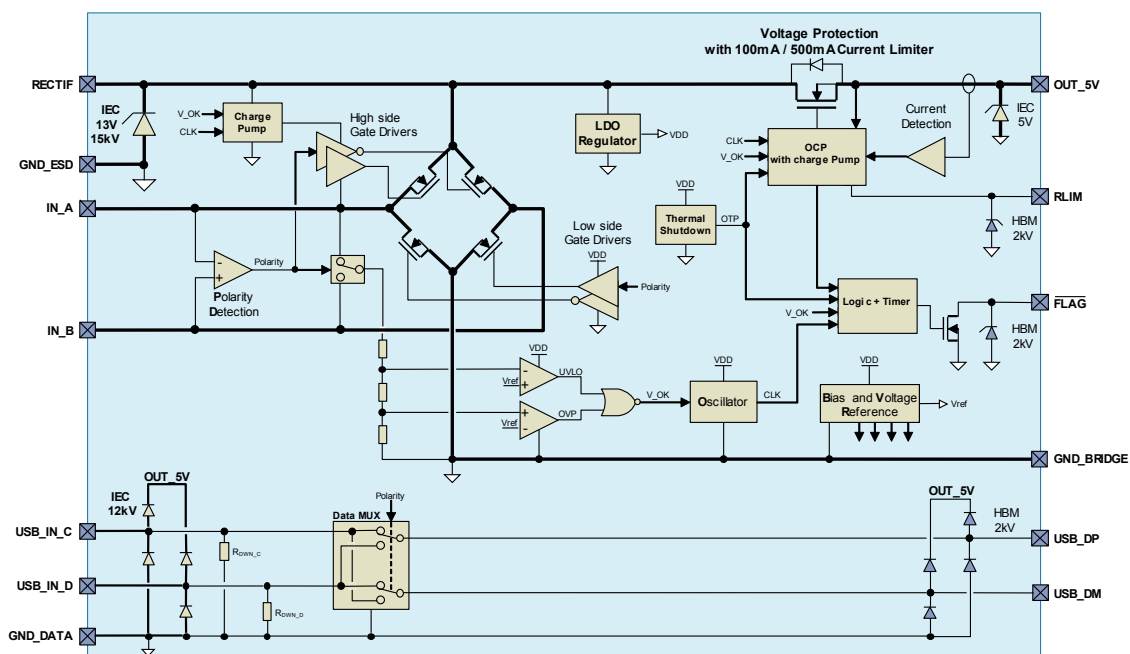 Voltage Protection
with 100mA / 500mA Current Limiter
RECTIF
OUT_5V
IEC
13V
15kV
V_OK
CLK
Charge
Pump
High side
Gate Drivers
LDO
Regulator
VDD
CLK
V_OK
OCP
with charge Pump
Current
Detection
IEC
5V
GND_ESD
IN_A
RLIM
VDD
Thermal
Shutdown
OTP
HBM
2kV
Low side
Gate Drivers
VDD
Polarity
-
+
Polarity
Polarity
Detection
IN_B
V_OK
Logic + Timer
FLAG
HBM
2kV
VDD
-
+
Vref
UVLO
+
-
Vref
OVP
V_OK
VDD
Oscillator
CLK
VDD
Bias and Voltage
Reference
Vref
GND_BRIDGE
OUT_5V
IEC
12kV
Polarity
Data MUX
OUT_5V
HBM
2kV
USB_IN_C
RDWN_C
USB_DP
USB_IN_D
RDWN_D
USB_DM
GND_DATA